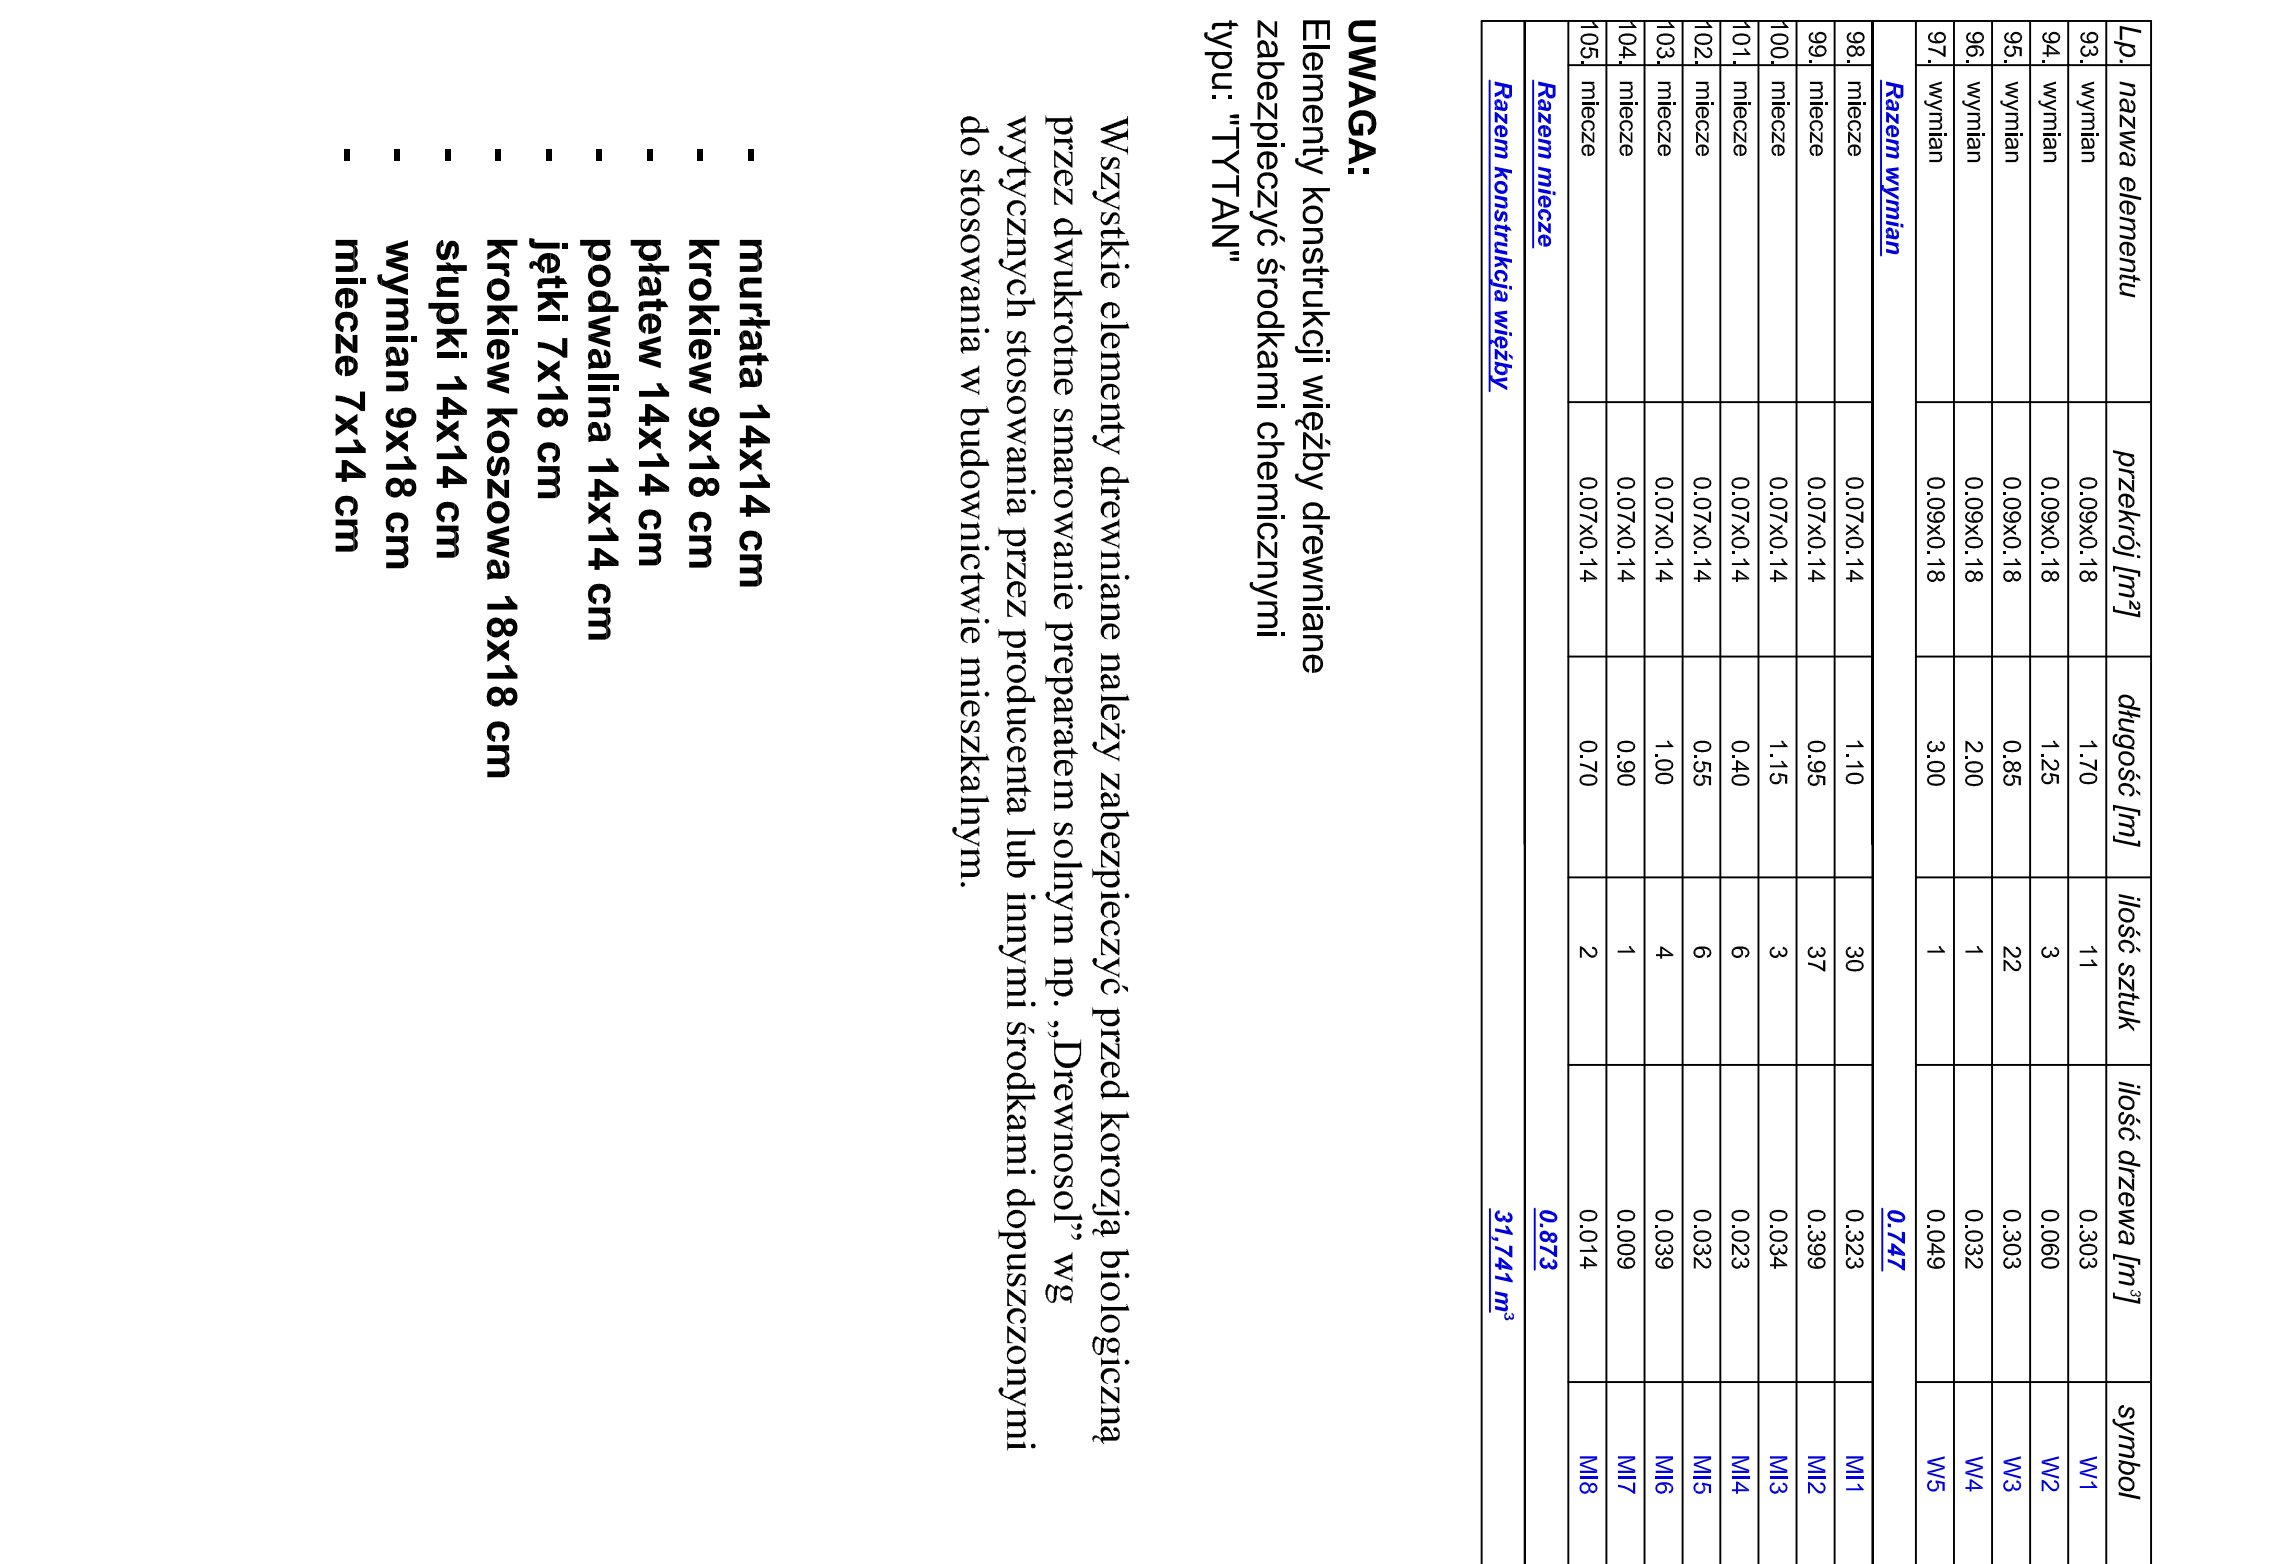 Lp. nazwa elementu przekrój [m²] długość [m] ilość sztuk ilość drzewa [m³] symbol
93. wymian 0.09x0.18 1.70 11 0.303 W1
94. wymian 0.09x0.18 1.25 3 0.060 W2
95. wymian 0.09x0.18 0.85 22 0.303 W3
96. wymian 0.09x0.18 2.00 1 0.032 W4
97. wymian 0.09x0.18 3.00 1 0.049 W5
Razem wymian 0.747
98. miecze 0.07x0.14 1.10 30 0.323 MI1
99. miecze 0.07x0.14 0.95 37 0.399 MI2
100. miecze 0.07x0.14 1.15 3 0.034 MI3
101. miecze 0.07x0.14 0.40 6 0.023 MI4
102. miecze 0.07x0.14 0.55 6 0.032 MI5
103. miecze 0.07x0.14 1.00 4 0.039 MI6
104. miecze 0.07x0.14 0.90 1 0.009 MI7
105. miecze 0.07x0.14 0.70 2 0.014 MI8
Razem miecze 0.873
Razem konstrukcja więźby 31,741 m³
UWAGA:
Elementy konstrukcji więźby drewniane
zabezpieczyć środkami chemicznymi
typu: "TYTAN"
Wszystkie elementy drewniane należy zabezpieczyć przed korozją biologiczną
przez dwukrotne smarowanie preparatem solnym np. „Drewnosol” wg
wytycznych stosowania przez producenta lub innymi środkami dopuszczonymi
do stosowania w budownictwie mieszkalnym.
- murłata 14x14 cm
- krokiew 9x18 cm
- płatew 14x14 cm
- podwalina 14x14 cm
- jętki 7x18 cm
- krokiew koszowa 18x18 cm
- słupki 14x14 cm
- wymian 9x18 cm
- miecze 7x14 cm